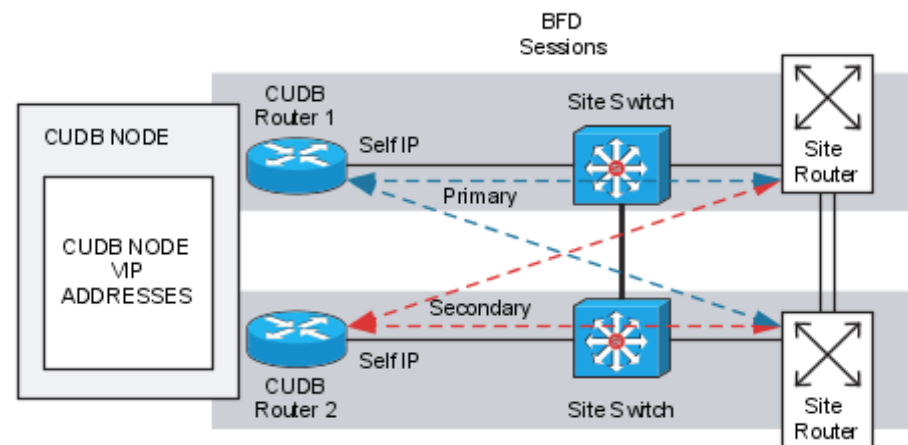 BFD
Sessions
CUDB
Router 1
Site Switch
CUDB NODE
Self IP
Site
Router
Primary
CUDB NODE
VIP
ADDRESSES
Secondary
Self IP
CUDB
Router 2
Site Switch
Site
Router